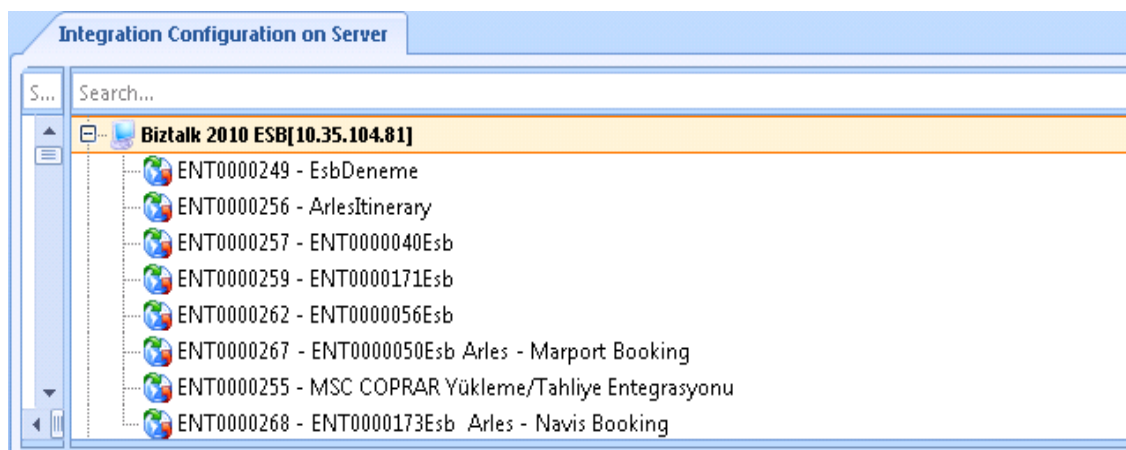 Integration Configuration on Server
S... Search...
Biztalk 2010 ESB[10.35.104.81]
ENT0000249 - EsbDeneme
ENT0000256 - ArlesItinerary
ENT0000257 - ENT0000040Esb
ENT0000259 - ENT0000171Esb
ENT0000262 - ENT0000056Esb
ENT0000267 - ENT0000050Esb Arles - Marport Booking
ENT0000255 - MSC COPRAR Yükleme/Tahliye Entegrasyonu
ENT0000268 - ENT0000173Esb  Arles - Navis Booking